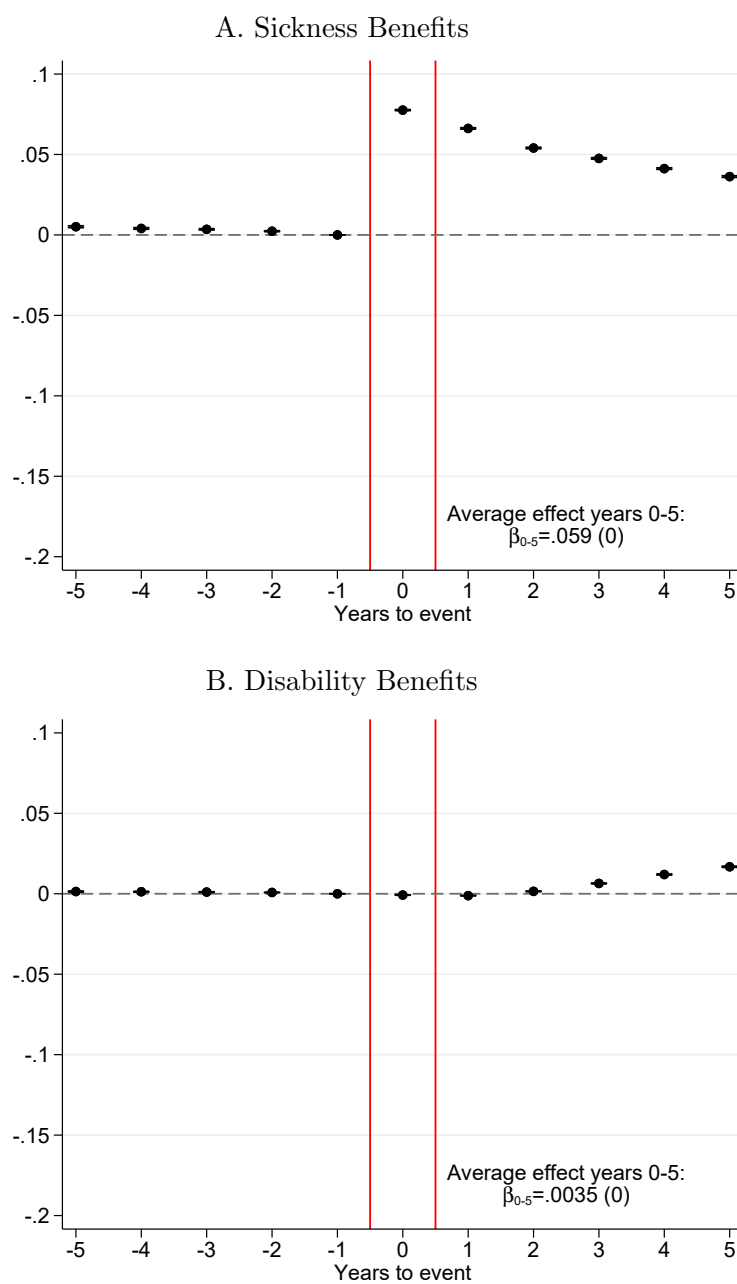 A. Sickness Benefits
.1
.05
0
-.05
-.1
-.15
-.2
Average effect years 0-5:
β0-5=.059 (0)
-5 -4 -3 -2 -1 0 1 2 3 4 5
Years to event
B. Disability Benefits
.1
.05
0
-.05
-.1
-.15
-.2
Average effect years 0-5:
β0-5=.0035 (0)
-5 -4 -3 -2 -1 0 1 2 3 4 5
Years to event